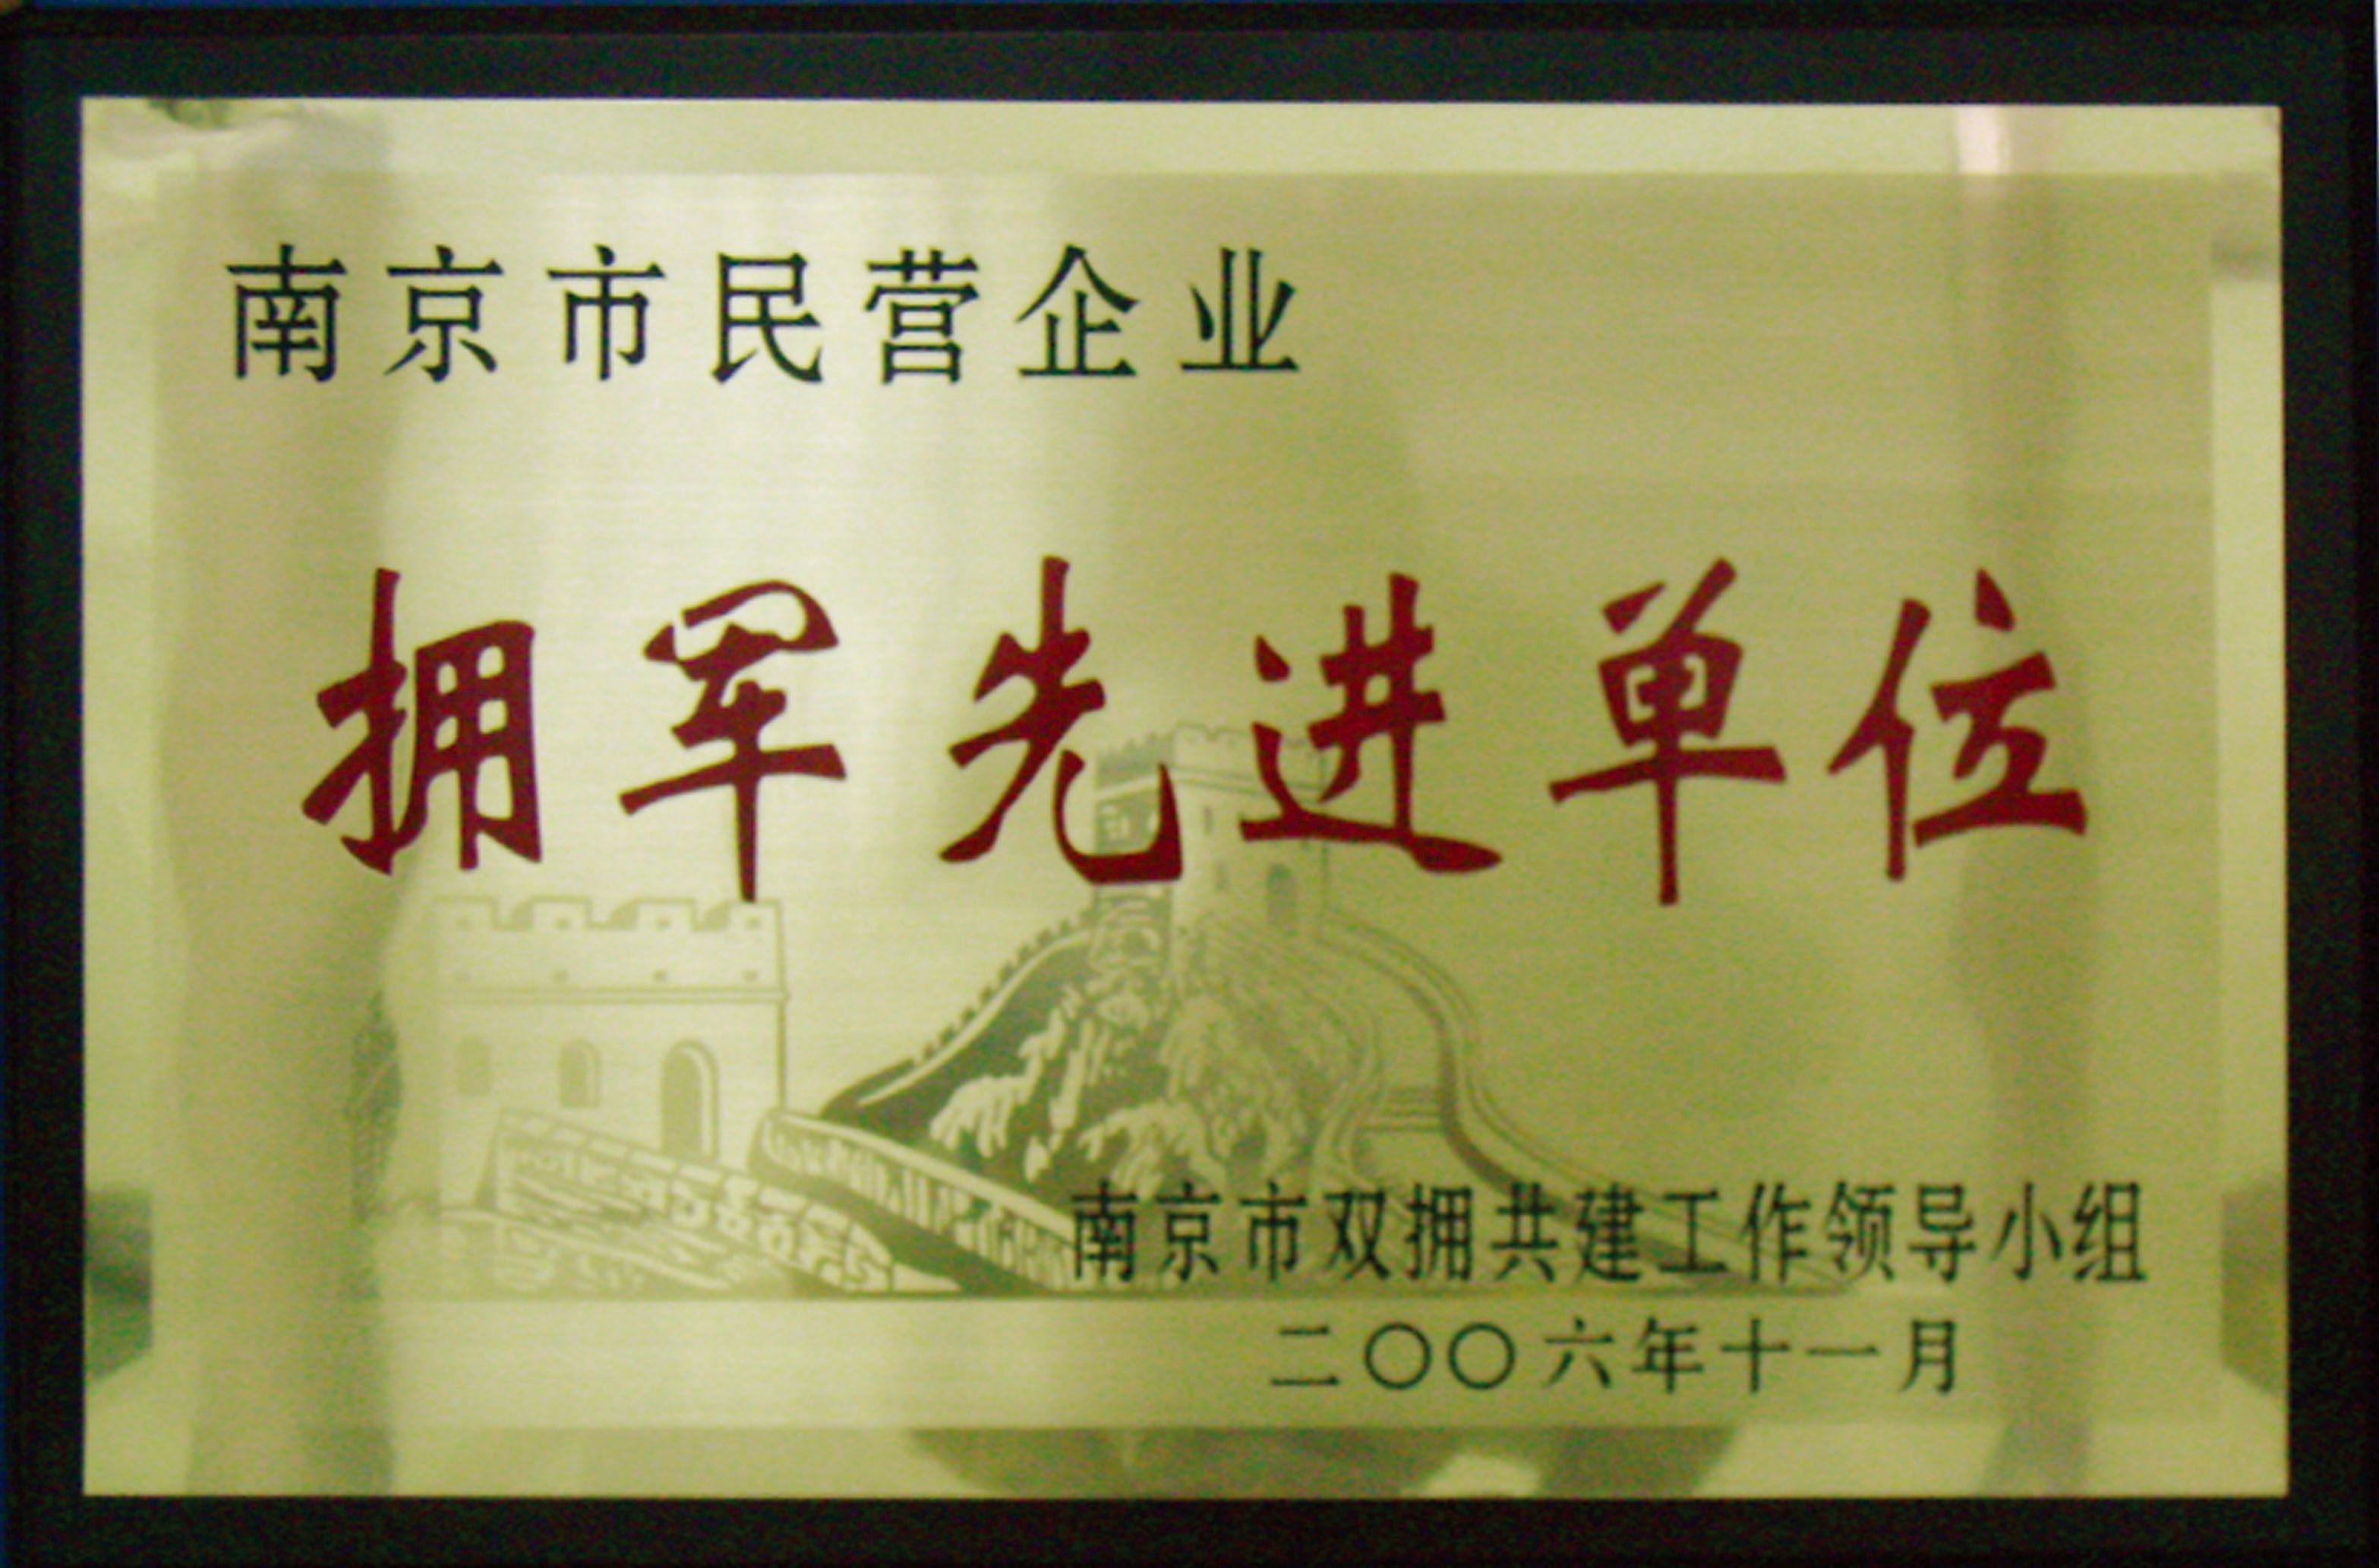 南京市民营企业
拥军先进单位
南京市双拥共建工作领导小组
二〇〇六年十一月